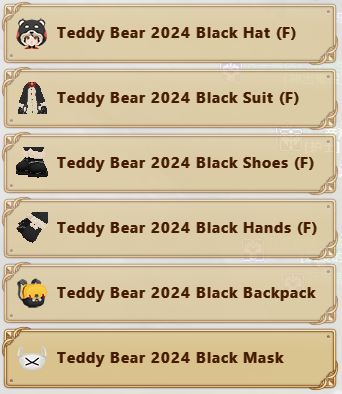 Teddy Bear 2024 Black Hat (F)
Teddy Bear 2024 Black Suit (F)
Teddy Bear 2024 Black Shoes (F)
Teddy Bear 2024 Black Hands (F)
Teddy Bear 2024 Black Backpack
Teddy Bear 2024 Black Mask